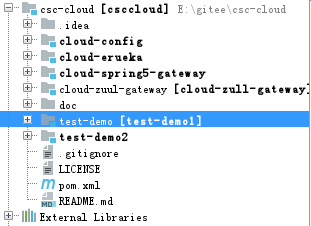 csc-cloud [csccloud] E:\gitee\csc-cloud
.idea
cloud-config
cloud-erueka
cloud-spring5-gateway
cloud-zuul-gateway [cloud-zull-gateway]
doc
test-demo [test-demo1]
test-demo2
.gitignore
LICENSE
m pom.xml
MD README.md
External Libraries